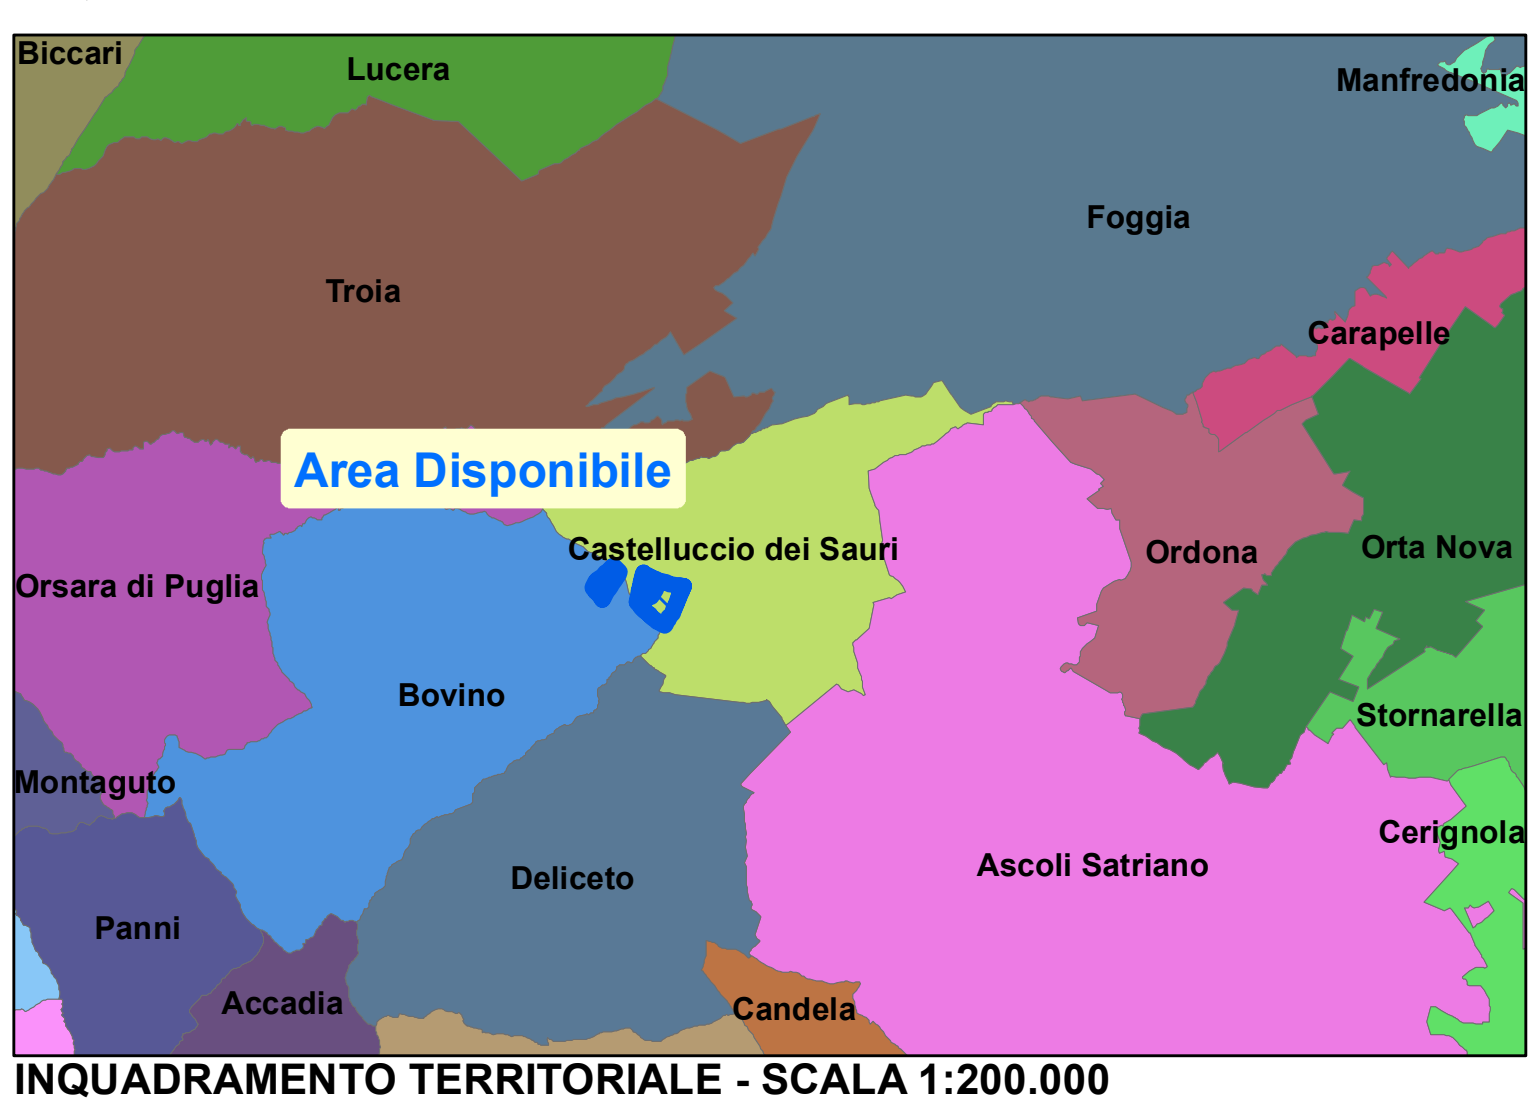 Biccari
Lucera
Manfredonia
Foggia
Troia
Carapelle
Area Disponibile
Castelluccio dei Sauri
Ordona
Orta Nova
Orsara di Puglia
Bovino
Stornarella
Montaguto
Cerignola
Ascoli Satriano
Deliceto
Panni
Accadia
Candela
INQUADRAMENTO TERRITORIALE - SCALA 1:200.000